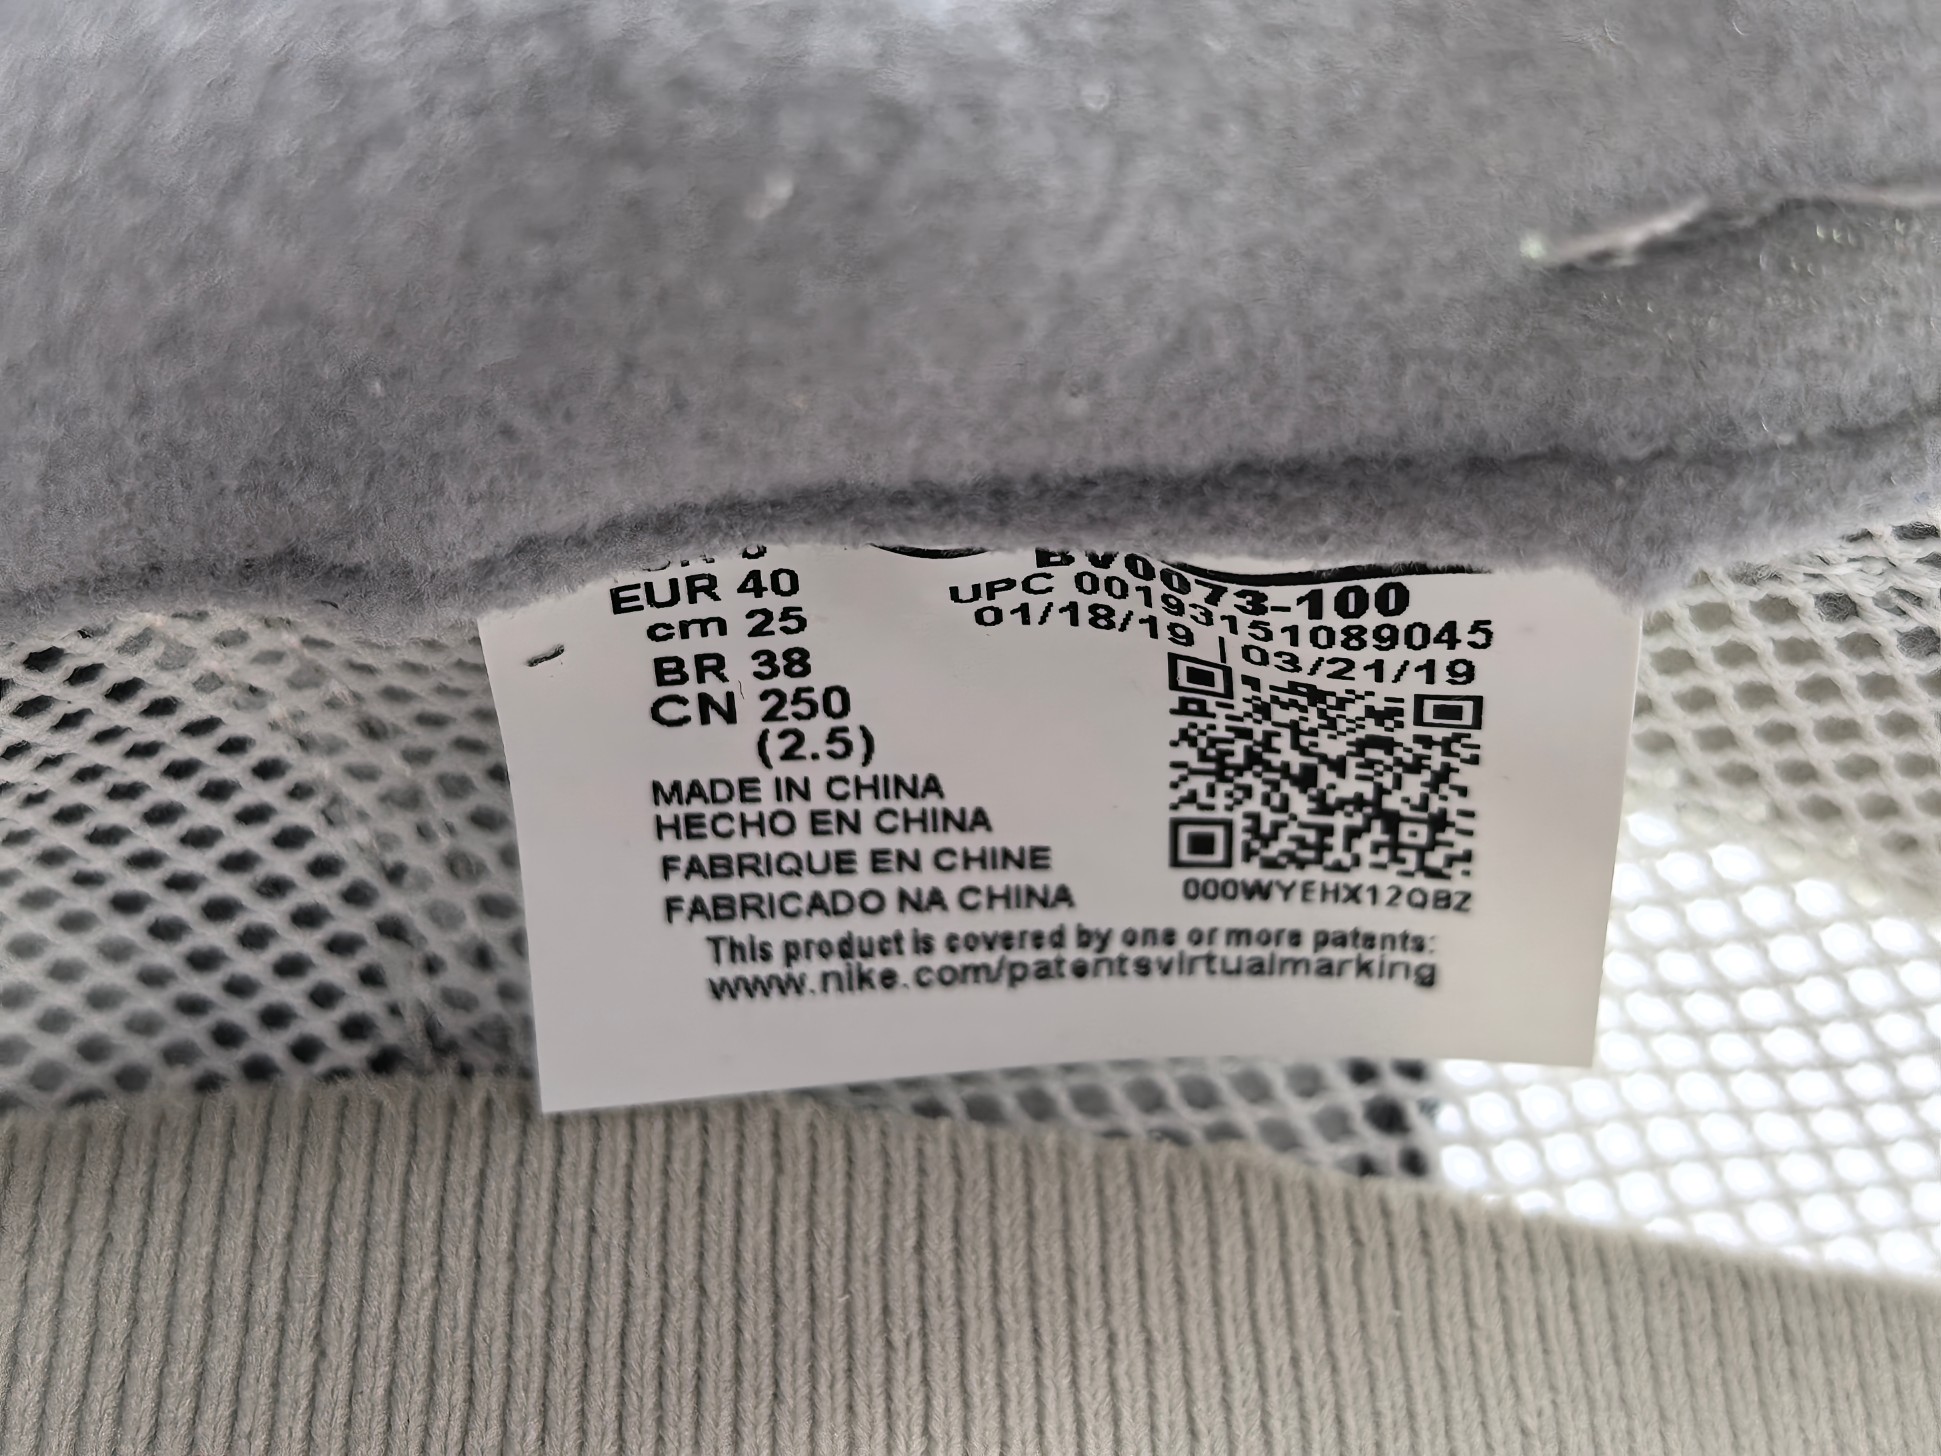 EUR 40
cm 25
BR 38
CN 250
(2.5)
MADE IN CHINA
HECHO EN CHINA
FABRIQUE EN CHINE
FABRICADO NA CHINA
BV0073-100
UPC 00193151089045
01/18/19 | 03/21/19
000WYEHX12QBZ
This product is covered by one or more patents:
www.nike.com/patentsvirtualmarking